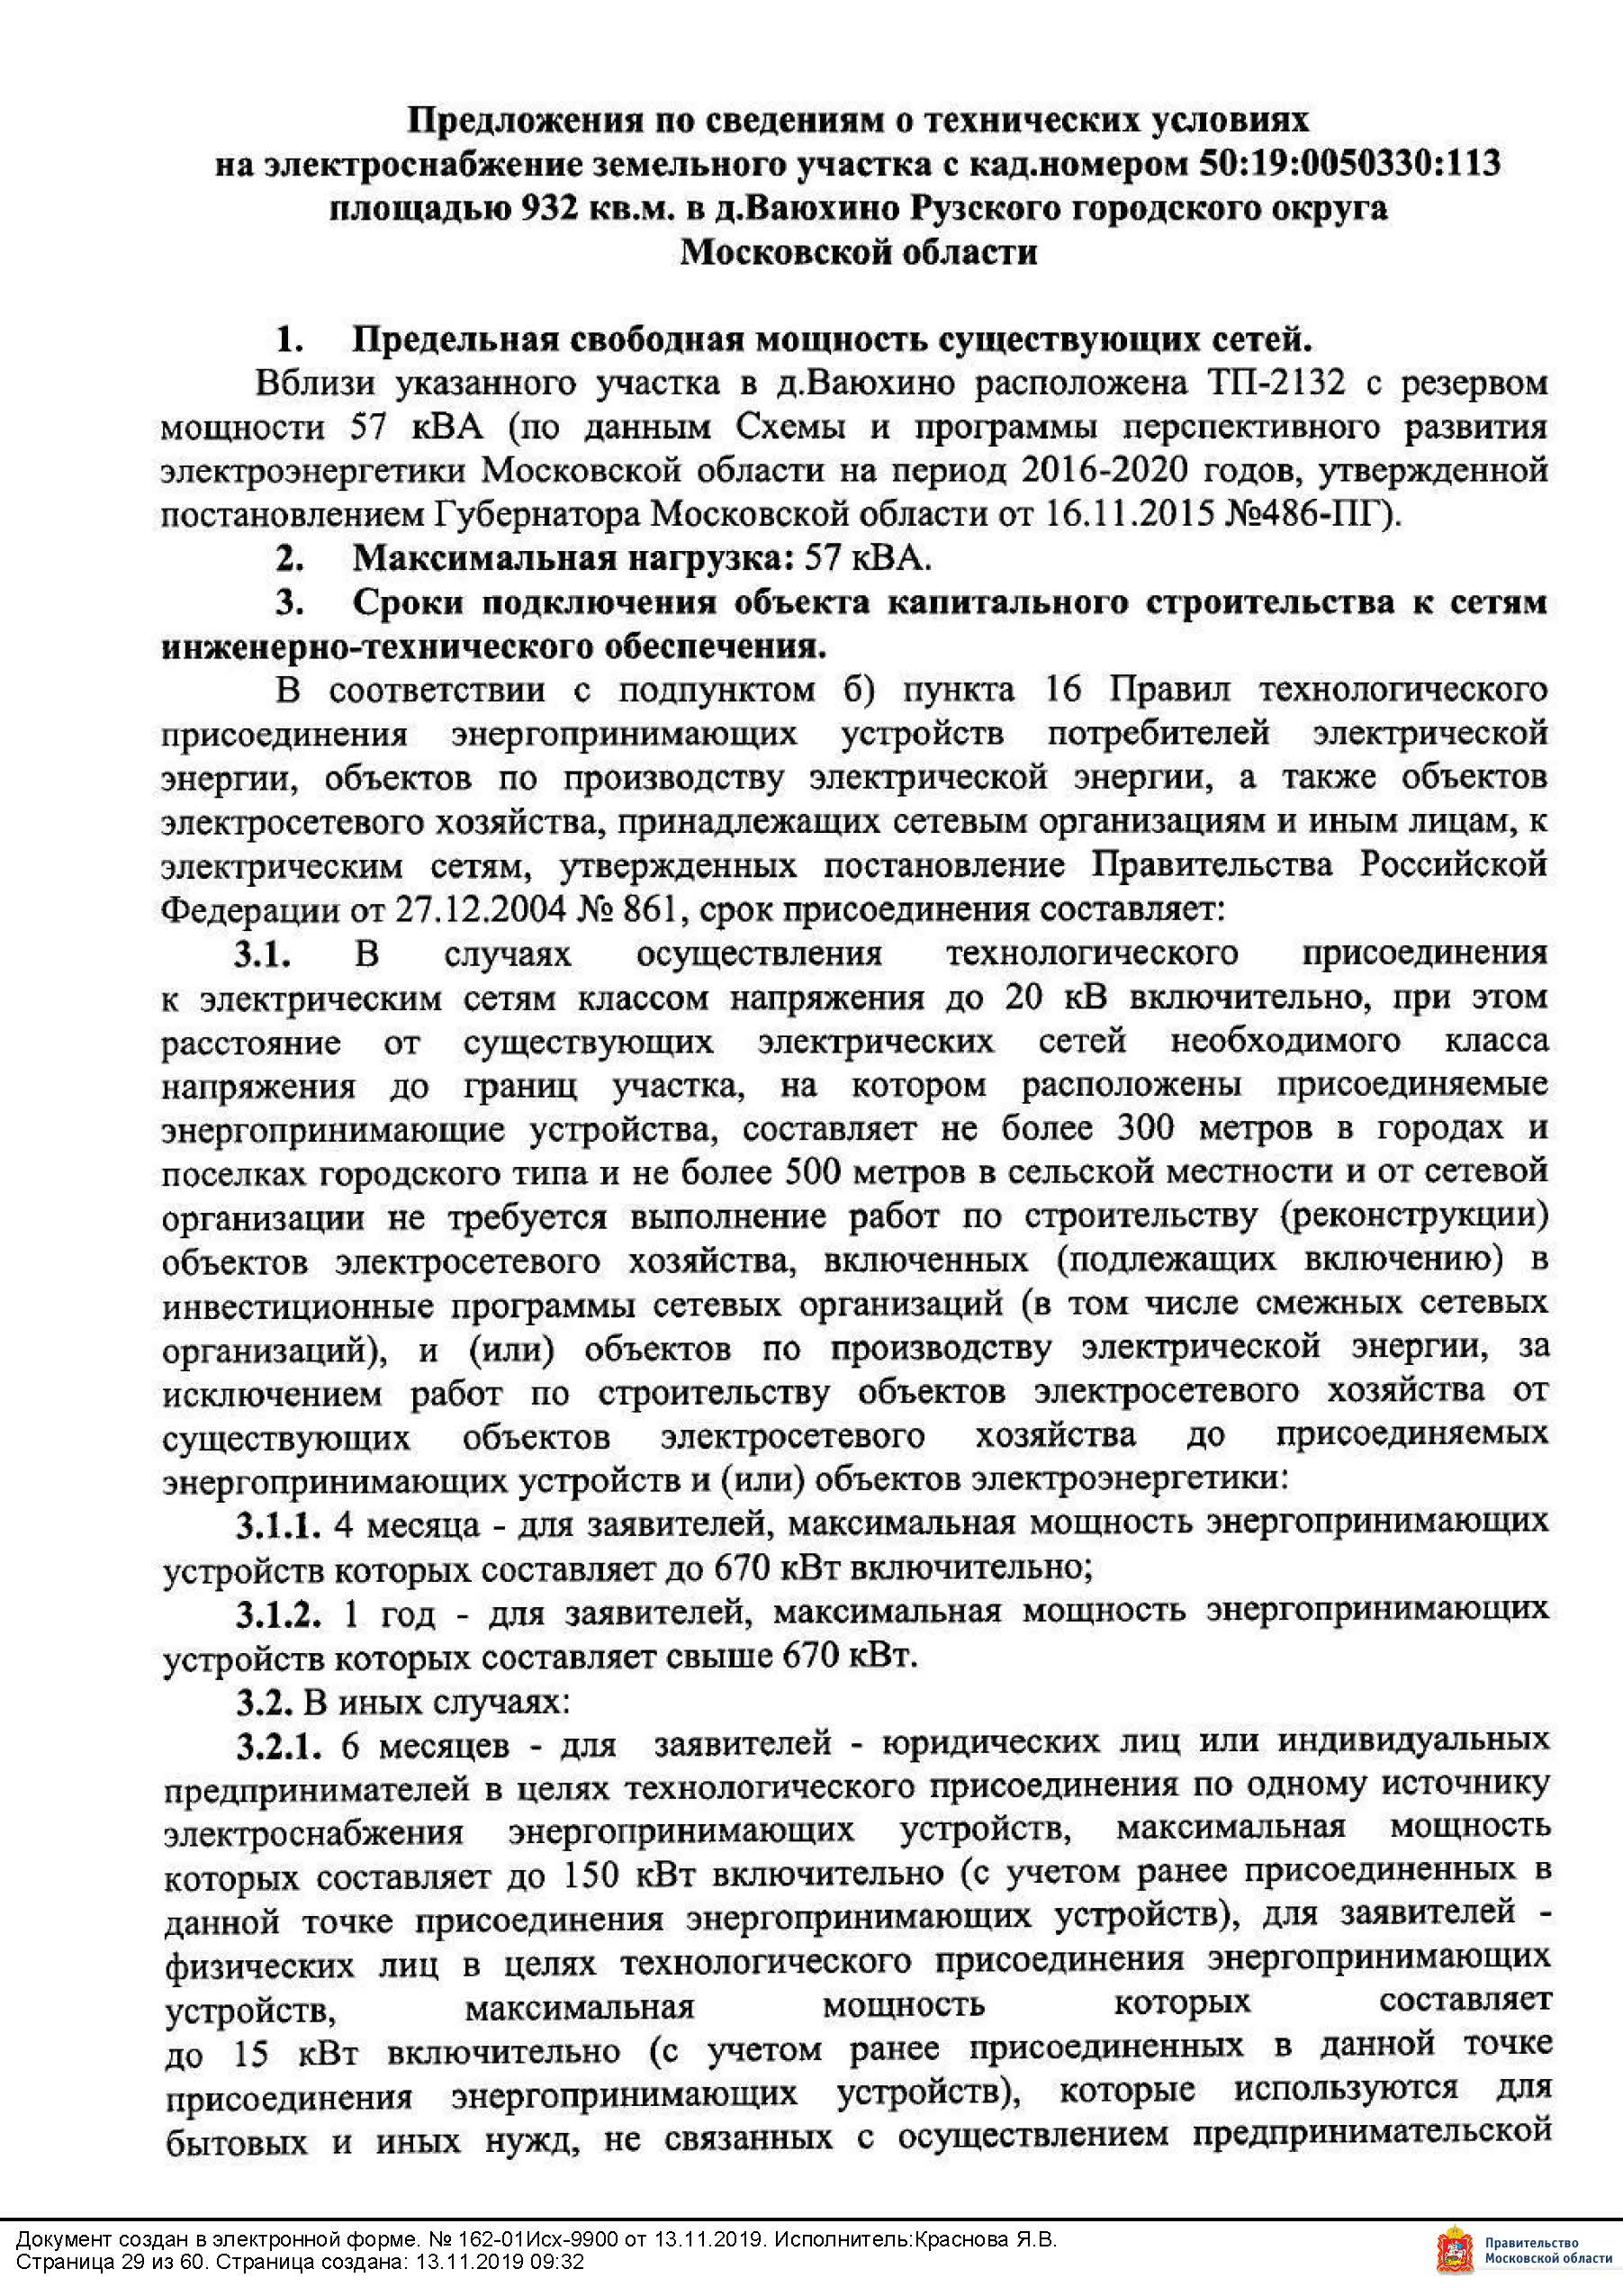 Предложения по сведениям о технических условиях
на электроснабжение земельного участка с кад.номером 50:19:0050330:113
площадью 932 кв.м. в д.Ваюхино Рузского городского округа
Московской области
1. Предельная свободная мощность существующих сетей.
Вблизи указанного участка в д.Ваюхино расположена ТП-2132 с резервом
мощности 57 кВА (по данным Схемы и программы перспективного развития
электроэнергетики Московской области на период 2016-2020 годов, утвержденной
постановлением Губернатора Московской области от 16.11.2015 №486-ПГ).
2. Максимальная нагрузка: 57 кВА.
3. Сроки подключения объекта капитального строительства к сетям
инженерно-технического обеспечения.
В соответствии с подпунктом б) пункта 16 Правил технологического
присоединения энергопринимающих устройств потребителей электрической
энергии, объектов по производству электрической энергии, а также объектов
электросетевого хозяйства, принадлежащих сетевым организациям и иным лицам, к
электрическим сетям, утвержденных постановление Правительства Российской
Федерации от 27.12.2004 № 861, срок присоединения составляет:
3.1. В случаях осуществления технологического присоединения
к электрическим сетям классом напряжения до 20 кВ включительно, при этом
расстояние от существующих электрических сетей необходимого класса
напряжения до границ участка, на котором расположены присоединяемые
энергопринимающие устройства, составляет не более 300 метров в городах и
поселках городского типа и не более 500 метров в сельской местности и от сетевой
организации не требуется выполнение работ по строительству (реконструкции)
объектов электросетевого хозяйства, включенных (подлежащих включению) в
инвестиционные программы сетевых организаций (в том числе смежных сетевых
организаций), и (или) объектов по производству электрической энергии, за
исключением работ по строительству объектов электросетевого хозяйства от
существующих объектов электросетевого хозяйства до присоединяемых
энергопринимающих устройств и (или) объектов электроэнергетики:
3.1.1. 4 месяца - для заявителей, максимальная мощность энергопринимающих
устройств которых составляет до 670 кВт включительно;
3.1.2. 1 год - для заявителей, максимальная мощность энергопринимающих
устройств которых составляет свыше 670 кВт.
3.2. В иных случаях:
3.2.1. 6 месяцев - для заявителей - юридических лиц или индивидуальных
предпринимателей в целях технологического присоединения по одному источнику
электроснабжения энергопринимающих устройств, максимальная мощность
которых составляет до 150 кВт включительно (с учетом ранее присоединенных в
данной точке присоединения энергопринимающих устройств), для заявителей -
физических лиц в целях технологического присоединения энергопринимающих
устройств, максимальная мощность которых составляет
до 15 кВт включительно (с учетом ранее присоединенных в данной точке
присоединения энергопринимающих устройств), которые используются для
бытовых и иных нужд, не связанных с осуществлением предпринимательской
Документ создан в электронной форме. № 162-01Исх-9900 от 13.11.2019. Исполнитель:Краснова Я.В.
Страница 29 из 60. Страница создана: 13.11.2019 09:32
Правительство
Московской области